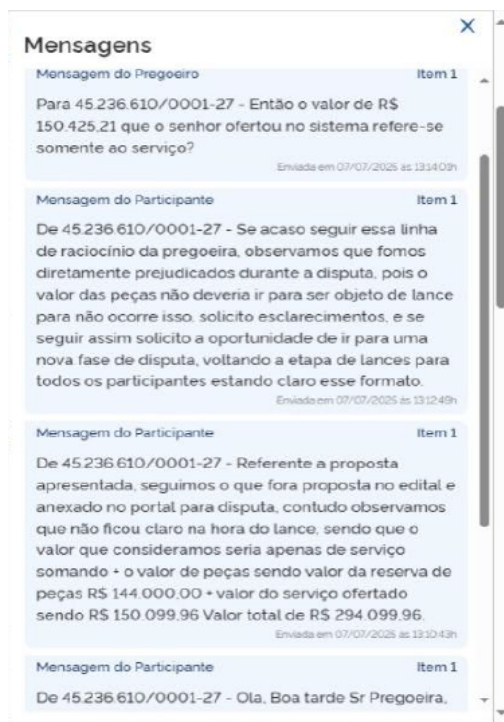 Mensagens
Mensagem do Pregoeiro Item 1
Para 45.236.610/0001-27 - Então o valor de R$
150.425,21 que o senhor ofertou no sistema refere-se
somente ao serviço?
Enviada em 07/07/2025 às 13:14:01h
Mensagem do Participante Item 1
De 45.236.610/0001-27 - Se acaso seguir essa linha
de raciocínio da pregoeira, observamos que fomos
diretamente prejudicados durante a disputa, pois o
valor das peças não deveria ir para ser objeto de lance
para não ocorre isso. solicito esclarecimentos, e se
seguir assim solicito a oportunidade de ir para uma
nova fase de disputa, voltando a etapa de lances para
todos os participantes estando claro esse formato.
Enviada em 07/07/2025 às 13:12:49h
Mensagem do Participante Item 1
De 45.236.610/0001-27 - Referente a proposta
apresentada, seguimos o que fora proposta no edital e
anexado no portal para disputa, contudo observamos
que não ficou claro na hora do lance, sendo que o
valor que consideramos seria apenas de serviço
somando + o valor de peças sendo valor da reserva de
peças R$ 144.000,00 + valor do serviço ofertado
sendo R$ 150.099,96 Valor total de R$ 294.099,96.
Enviada em 07/07/2025 às 13:10:43h
Mensagem do Participante Item 1
De 45.236.610/0001-27 - Ola, Boa tarde Sr Pregoeira,